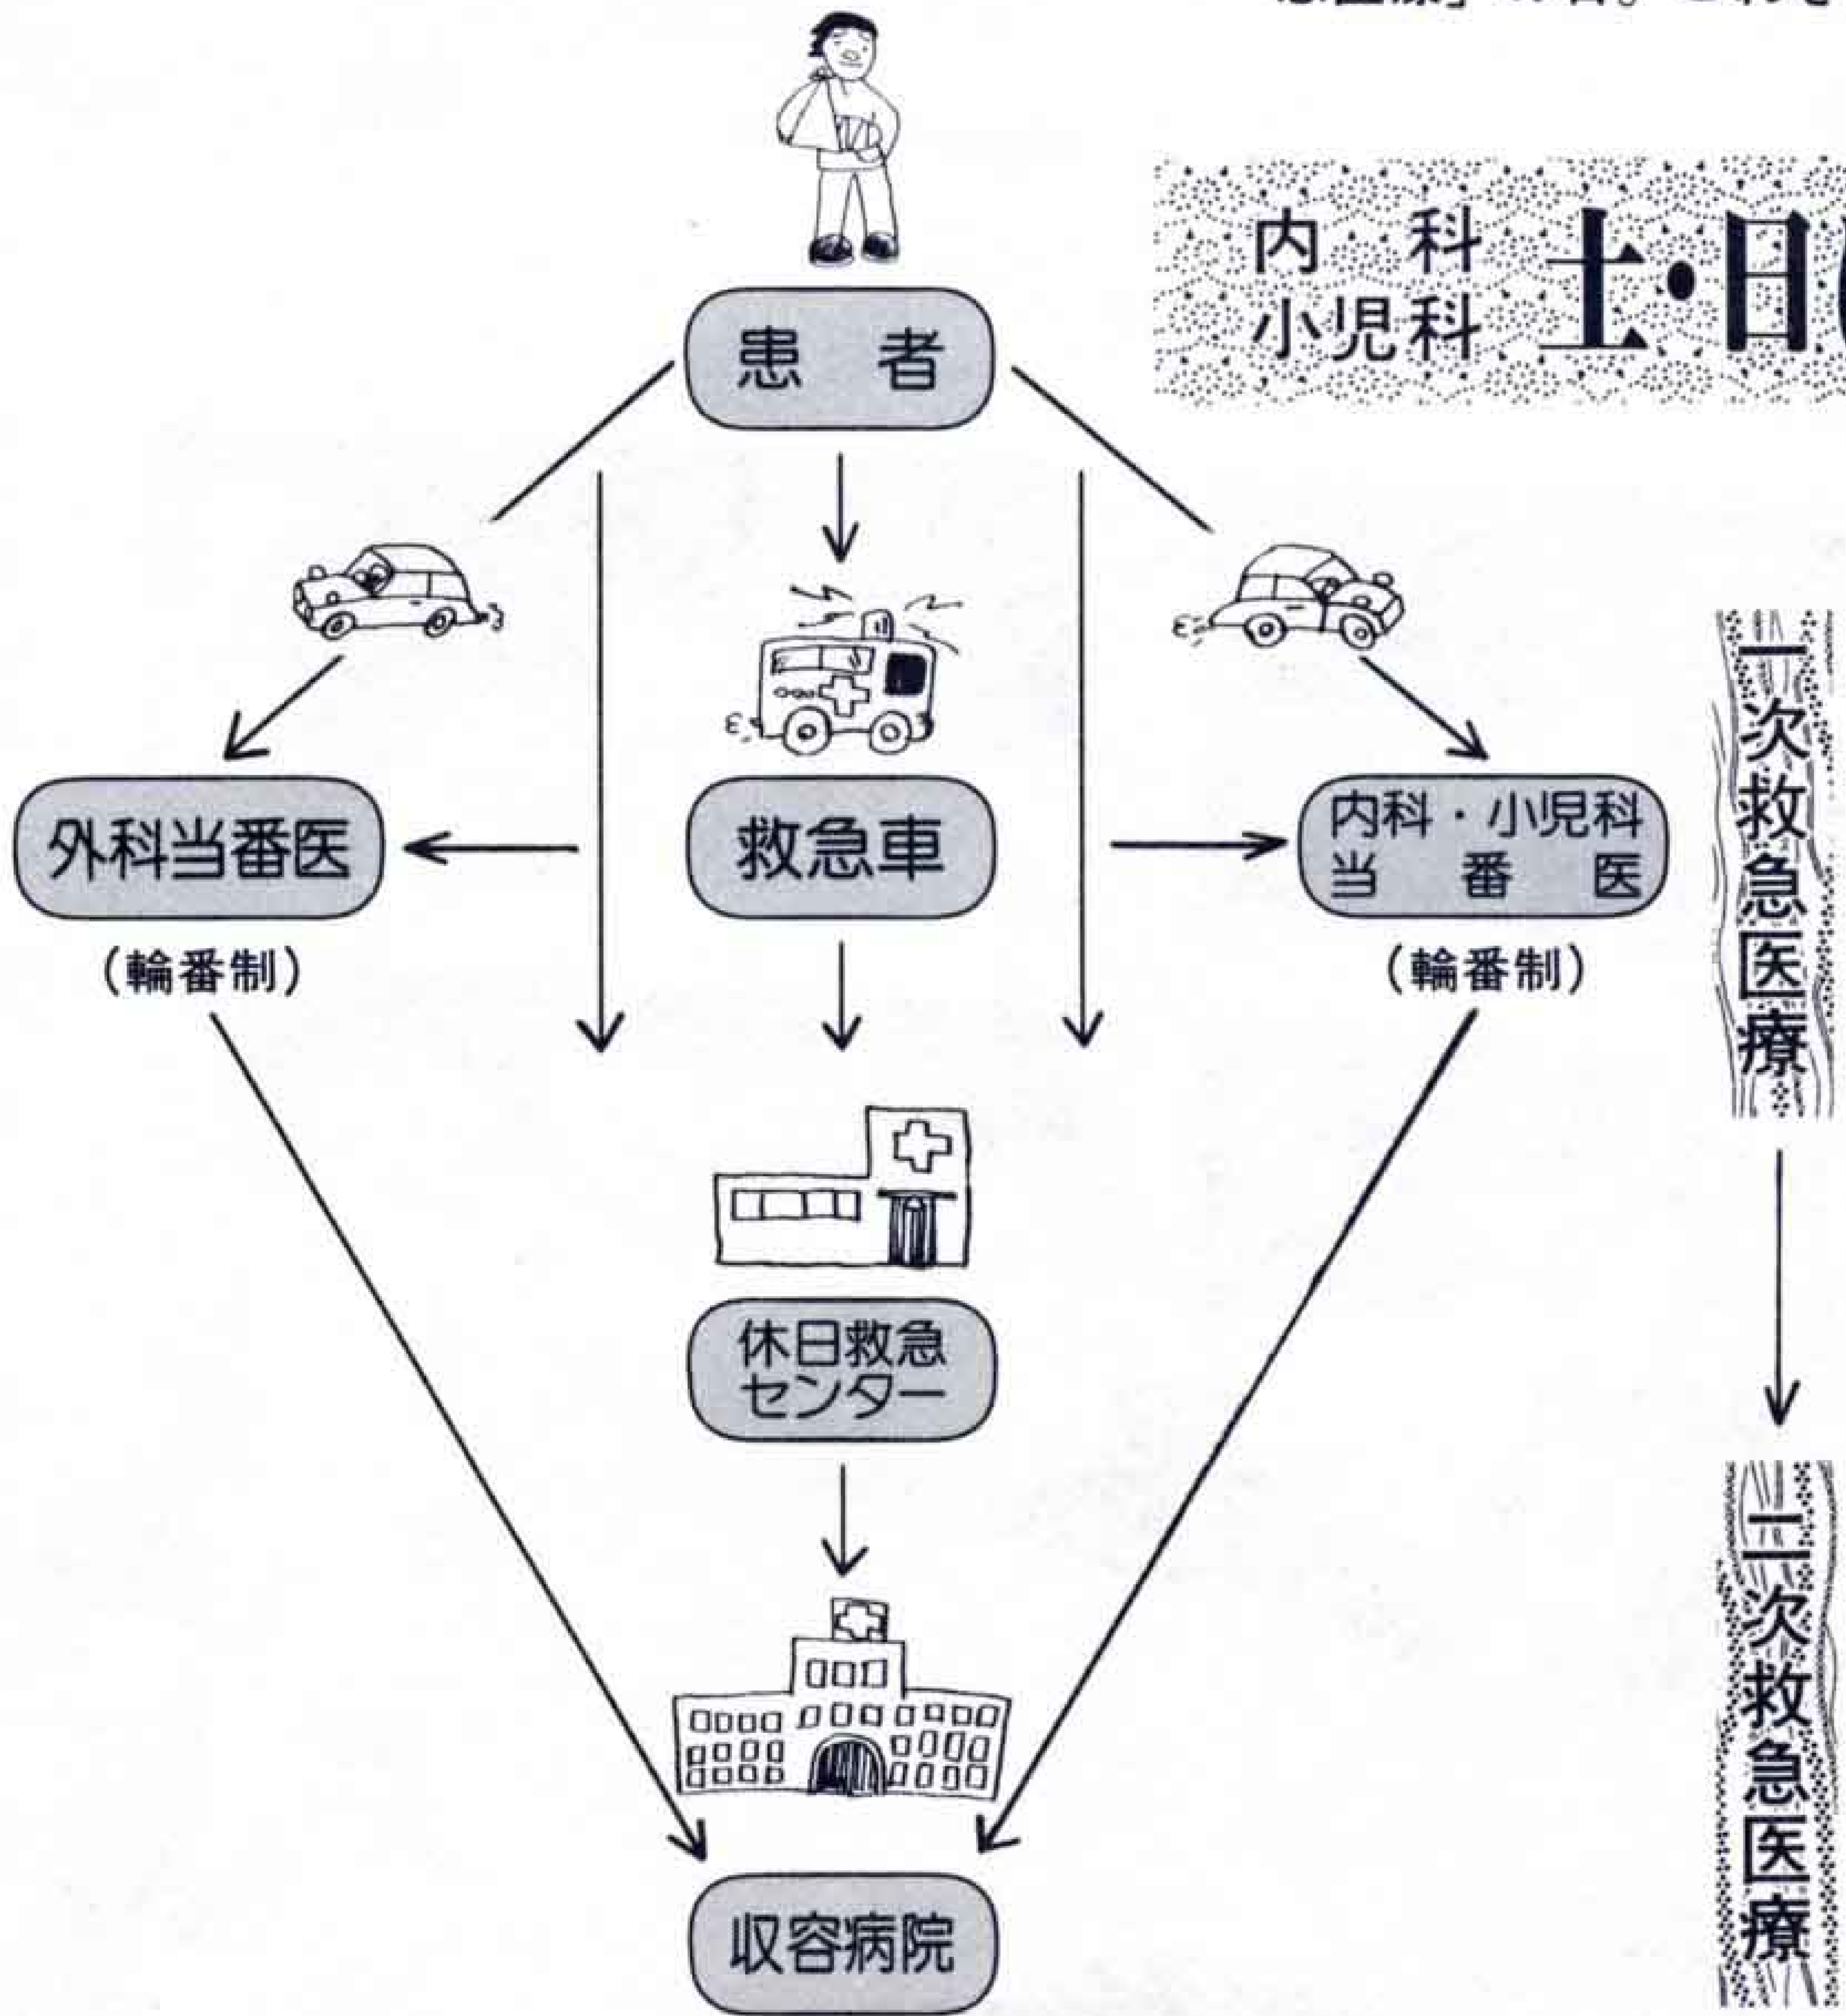 内科
小児科
土・日
患者
外科当番医
(輪番制)
救急車
内科・小児科
当番医
(輪番制)
休日救急
センター
収容病院
一次救急医療
二次救急医療